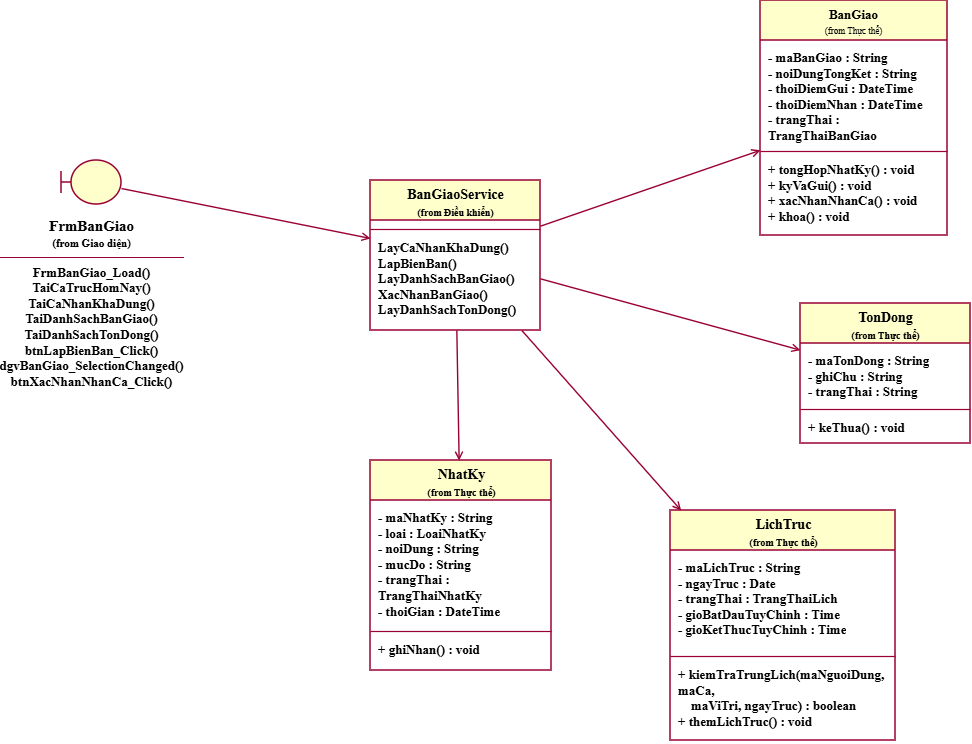 BanGiao
(from Thực thể)
- maBanGiao : String
- noiDungTongKet : String
- thoiDiemGui : DateTime
- thoiDiemNhan : DateTime
- trangThai :
TrangThaiBanGiao
+ tongHopNhatKy() : void
+ kyVaGui() : void
+ xacNhanNhanCa() : void
+ khoa() : void
FrmBanGiao
(from Giao diện)
FrmBanGiao_Load()
TaiCaTrucHomNay()
TaiCaNhanKhaDung()
TaiDanhSachBanGiao()
TaiDanhSachTonDong()
btnLapBienBan_Click()
dgvBanGiao_SelectionChanged()
btnXacNhanNhanCa_Click()
BanGiaoService
(from Điều khiển)
LayCaNhanKhaDung()
LapBienBan()
LayDanhSachBanGiao()
XacNhanBanGiao()
LayDanhSachTonDong()
TonDong
(from Thực thể)
- maTonDong : String
- ghiChu : String
- trangThai : String
+ keThua() : void
NhatKy
(from Thực thể)
- maNhatKy : String
- loai : LoaiNhatKy
- noiDung : String
- mucDo : String
- trangThai :
TrangThaiNhatKy
- thoiGian : DateTime
+ ghiNhan() : void
LichTruc
(from Thực thể)
- maLichTruc : String
- ngayTruc : Date
- trangThai : TrangThaiLich
- gioBatDauTuyChinh : Time
- gioKetThucTuyChinh : Time
+ kiemTraTrungLich(maNguoiDung,
maCa,
maViTri, ngayTruc) : boolean
+ themLichTruc() : void